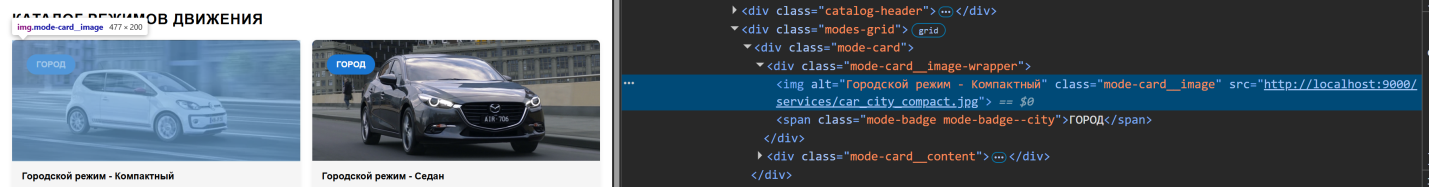 КАТАЛОГ РЕЖИМОВ ДВИЖЕНИЯ
img.mode-card__image 477 × 200
ГОРОД
ГОРОД
AIR·706
Городской режим - Компактный
Городской режим - Седан
<div class="catalog-header"> ⋯ </div>
<div class="modes-grid"> grid
<div class="mode-card">
<div class="mode-card__image-wrapper">
<img alt="Городской режим - Компактный" class="mode-card__image" src="http://localhost:9000/
services/car_city_compact.jpg"> == $0
<span class="mode-badge mode-badge--city">ГОРОД</span>
</div>
<div class="mode-card__content"> ⋯ </div>
</div>